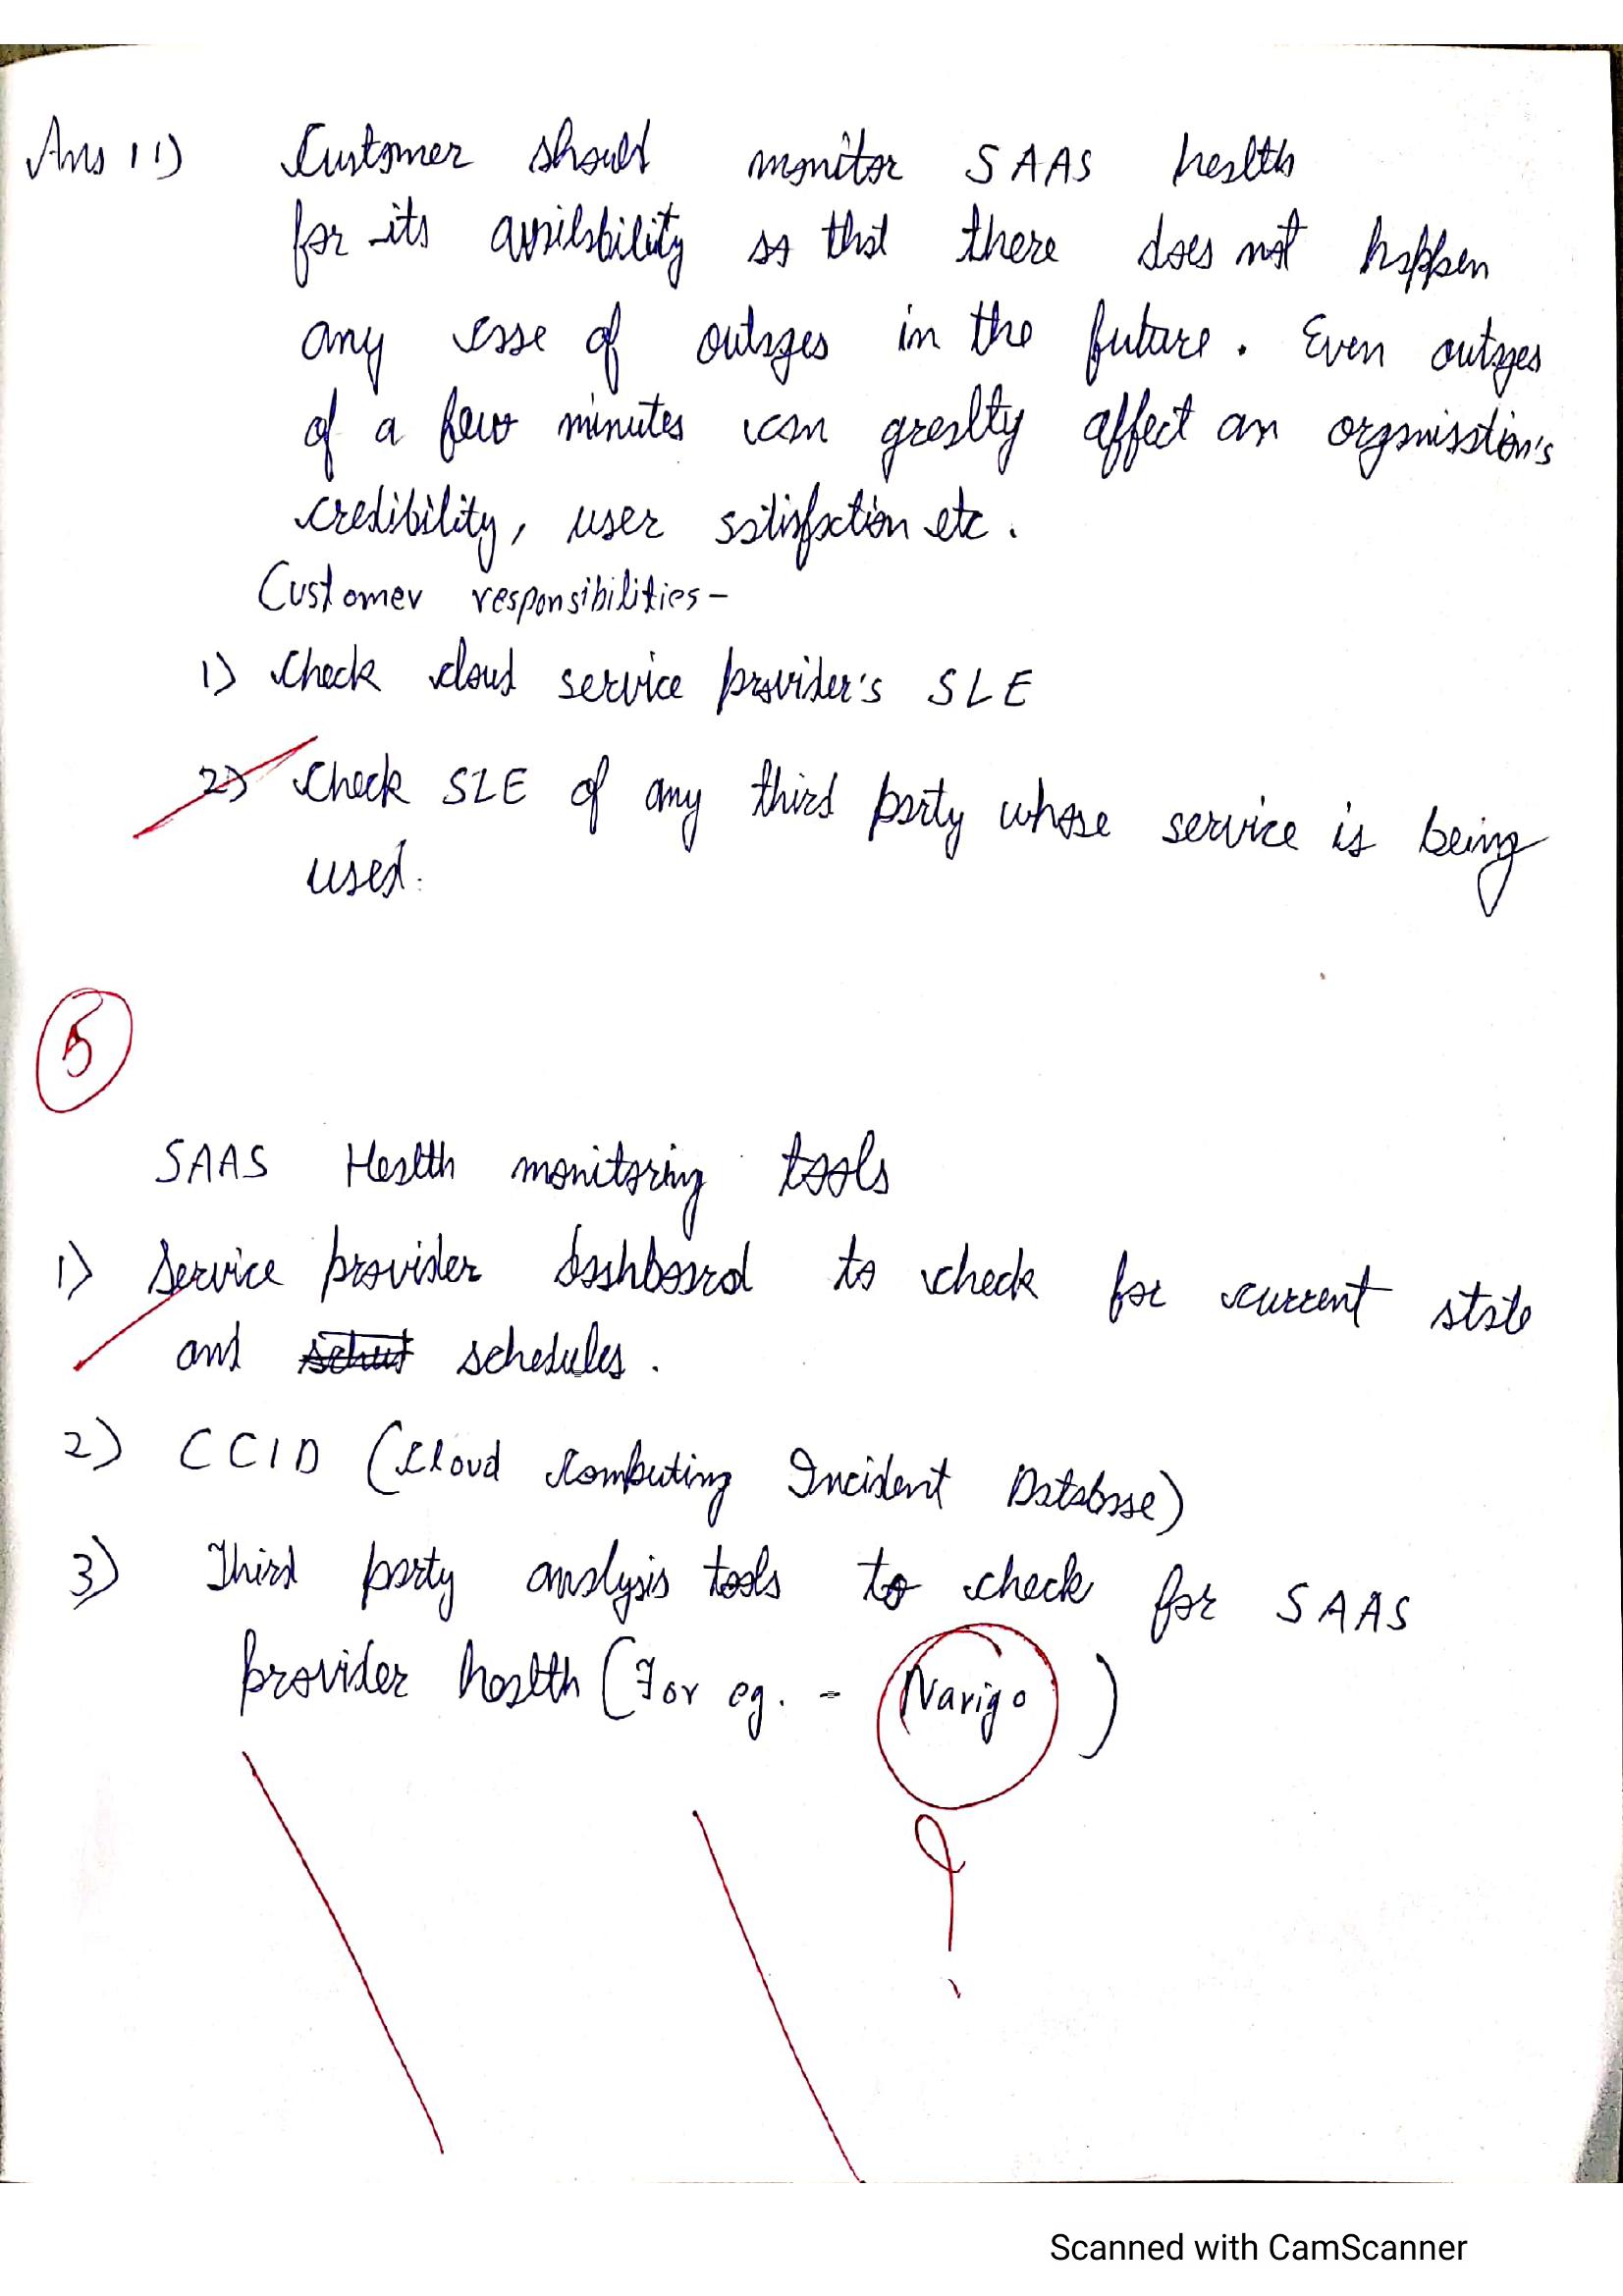 Ans 11) Customer should monitor SAAS health
for its availability so that there does not happen
any case of outages in the future. Even outages
of a few minutes can greatly affect an organisation's
credibility, user satisfaction etc.
Customer responsibilities-
1) Check cloud service provider's SLE
2) Check SLE of any third party whose service is being
used.
5
SAAS Health monitoring tools
1) Service provider dashboard to check for current state
and schedules.
2) CCID (Cloud Computing Incident Database)
3) Third party analysis tools to check for SAAS
provider health (For eg. - Narigo)
?
Scanned with CamScanner